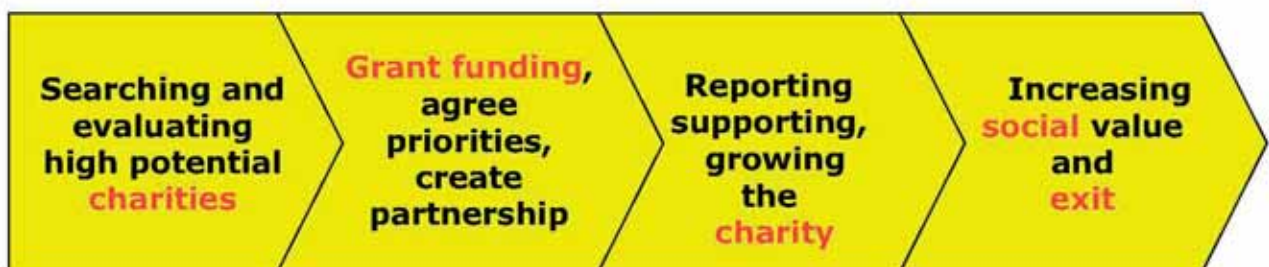 Searching and
evaluating
high potential
charities
Grant funding,
agree
priorities,
create
partnership
Reporting
supporting,
growing
the
charity
Increasing
social value
and
exit